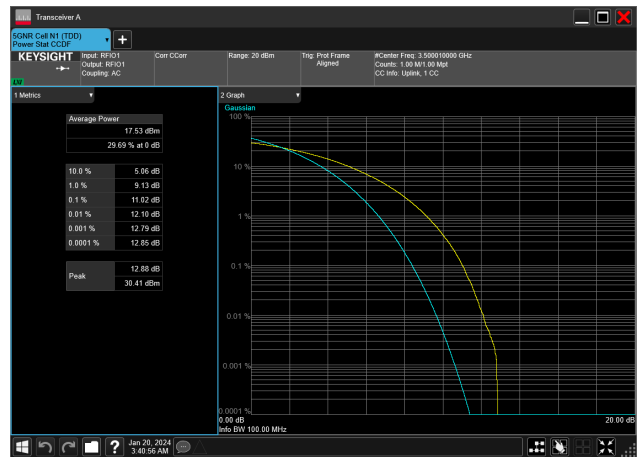 Transceiver A
5GNR Cell N1 (TDD)
Power Stat CCDF
KEYSIGHT
Input: RFIO1
Output: RFIO1
Coupling: AC
Corr CCorr
Range: 20 dBm
Trig: Prot Frame
Aligned
#Center Freq: 3.500010000 GHz
Counts: 1.00 M/1.00 Mpt
CC Info: Uplink, 1 CC
LXI
1 Metrics
Average Power
17.53 dBm
29.69 % at 0 dB
10.0 % 5.06 dB
1.0 % 9.13 dB
0.1 % 11.02 dB
0.01 % 12.10 dB
0.001 % 12.79 dB
0.0001 % 12.85 dB
Peak
12.88 dB
30.41 dBm
2 Graph
Gaussian
100 %
10 %
1 %
0.1 %
0.01 %
0.001 %
0.0001 %
0.00 dB
20.00 dB
Info BW 100.00 MHz
Jan 20, 2024
3:40:56 AM